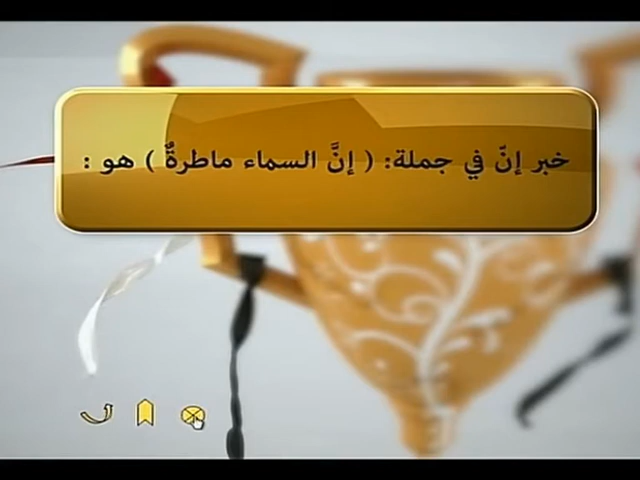 خبر إنّ في جملة: ( إنَّ السماء ماطرةٌ ) هو :